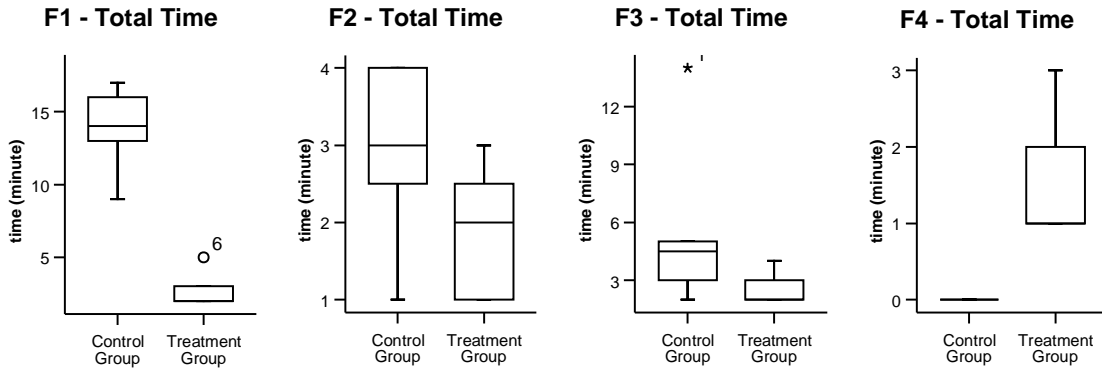 F1 - Total Time
time (minute)
15
10
5
6
Control
Group
Treatment
Group
F2 - Total Time
time (minute)
4
3
2
1
Control
Group
Treatment
Group
F3 - Total Time
time (minute)
12
9
6
3
*
Control
Group
Treatment
Group
F4 - Total Time
time (minute)
3
2
1
0
Control
Group
Treatment
Group